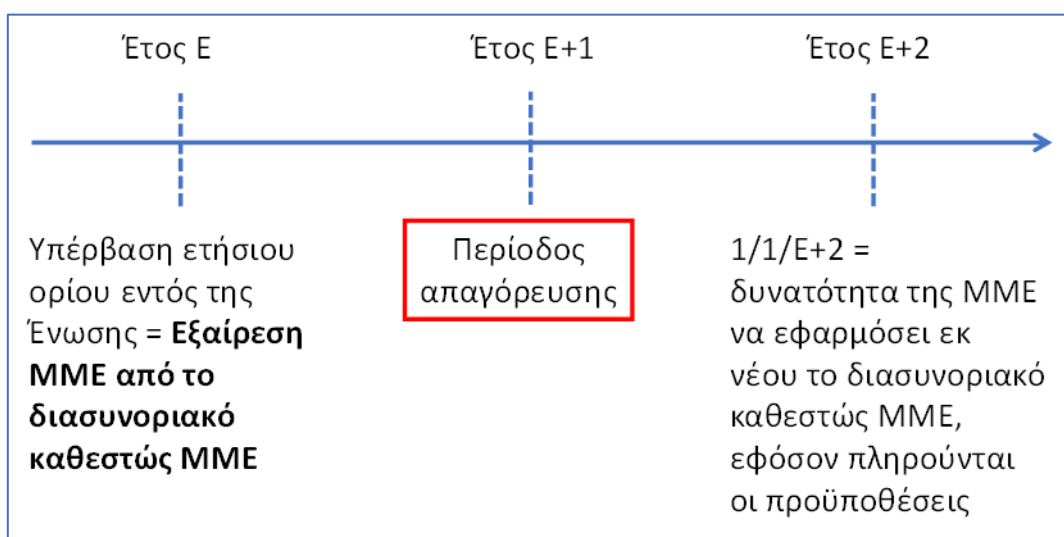 Έτος Ε
Έτος Ε+1
Έτος Ε+2
Υπέρβαση ετήσιου
ορίου εντός της
Ένωσης = Εξαίρεση
ΜΜΕ από το
διασυνοριακό
καθεστώς ΜΜΕ
Περίοδος
απαγόρευσης
1/1/Ε+2 =
δυνατότητα της ΜΜΕ
να εφαρμόσει εκ
νέου το διασυνοριακό
καθεστώς ΜΜΕ,
εφόσον πληρούνται
οι προϋποθέσεις